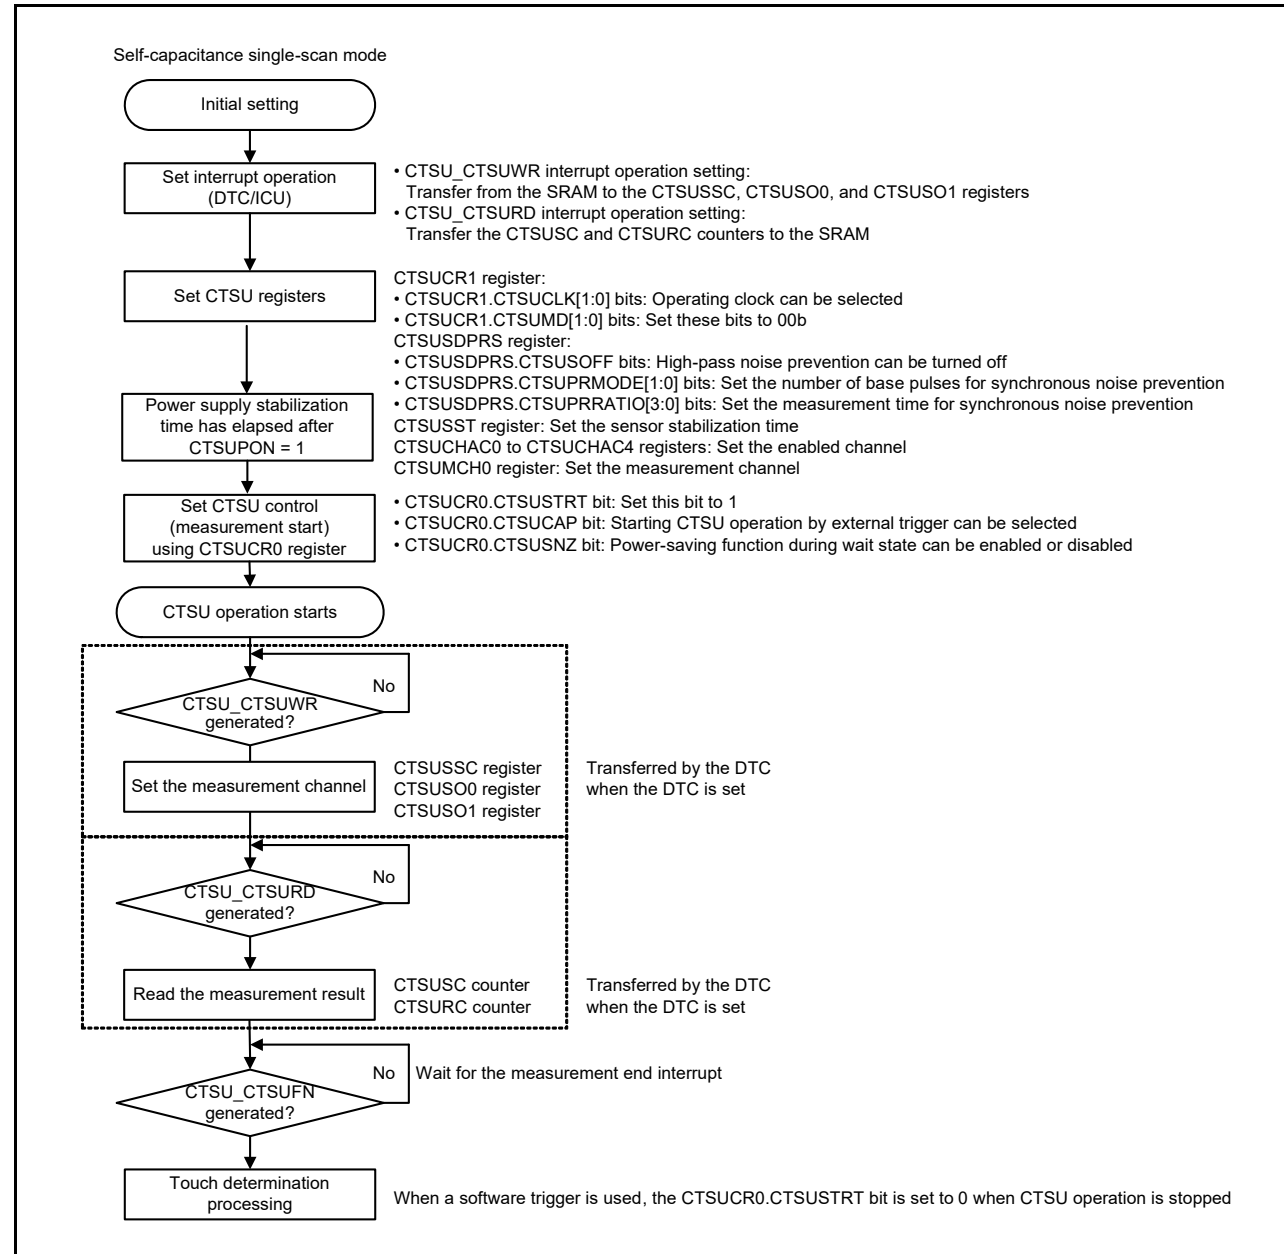 Self-capacitance single-scan mode
Initial setting
Set interrupt operation
(DTC/ICU)
• CTSU_CTSUWR interrupt operation setting:
Transfer from the SRAM to the CTSUSSC, CTSUSO0, and CTSUSO1 registers
• CTSU_CTSURD interrupt operation setting:
Transfer the CTSUSC and CTSURC counters to the SRAM
Set CTSU registers
CTSUCR1 register:
• CTSUCR1.CTSUCLK[1:0] bits: Operating clock can be selected
• CTSUCR1.CTSUMD[1:0] bits: Set these bits to 00b
CTSUSDPRS register:
• CTSUSDPRS.CTSUSOFF bits: High-pass noise prevention can be turned off
• CTSUSDPRS.CTSUPRMODE[1:0] bits: Set the number of base pulses for synchronous noise prevention
• CTSUSDPRS.CTSUPRRATIO[3:0] bits: Set the measurement time for synchronous noise prevention
CTSUSST register: Set the sensor stabilization time
CTSUCHAC0 to CTSUCHAC4 registers: Set the enabled channel
CTSUMCH0 register: Set the measurement channel
Power supply stabilization
time has elapsed after
CTSUPON = 1
Set CTSU control
(measurement start)
using CTSUCR0 register
• CTSUCR0.CTSUSTRT bit: Set this bit to 1
• CTSUCR0.CTSUCAP bit: Starting CTSU operation by external trigger can be selected
• CTSUCR0.CTSUSNZ bit: Power-saving function during wait state can be enabled or disabled
CTSU operation starts
CTSU_CTSUWR
generated?
No
Set the measurement channel
CTSUSSC register
CTSUSO0 register
CTSUSO1 register
Transferred by the DTC
when the DTC is set
CTSU_CTSURD
generated?
No
Read the measurement result
CTSUSC counter
CTSURC counter
Transferred by the DTC
when the DTC is set
CTSU_CTSUFN
generated?
No
Wait for the measurement end interrupt
Touch determination
processing
When a software trigger is used, the CTSUCR0.CTSUSTRT bit is set to 0 when CTSU operation is stopped